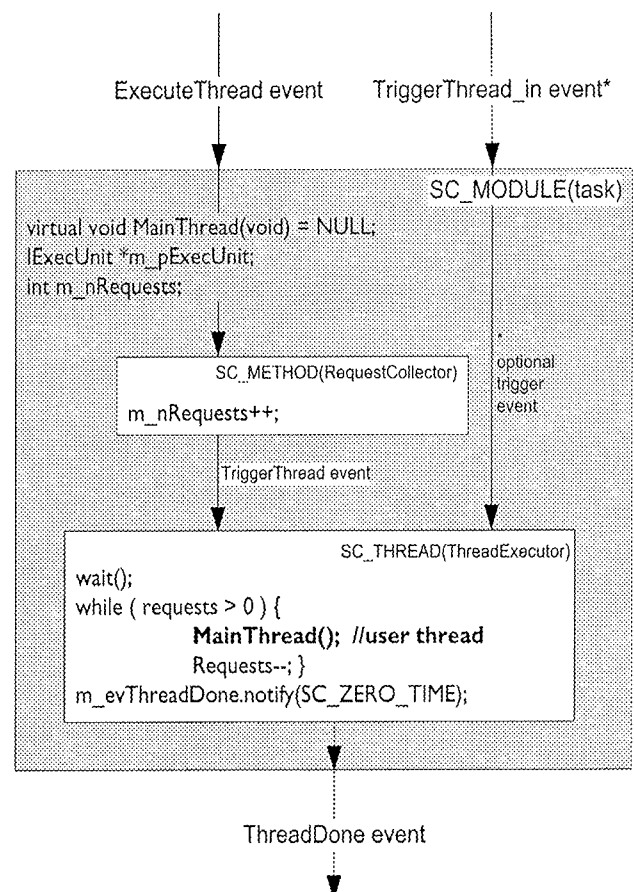 ExecuteThread event
TriggerThread_in event*
SC_MODULE(task)
virtual void MainThread(void) = NULL;
IExecUnit *m_pExecUnit;
int m_nRequests;
*
optional
trigger
event
SC_METHOD(RequestCollector)
m_nRequests++;
TriggerThread event
SC_THREAD(ThreadExecutor)
wait();
while ( requests > 0 ) {
MainThread(); //user thread
Requests--; }
m_evThreadDone.notify(SC_ZERO_TIME);
ThreadDone event